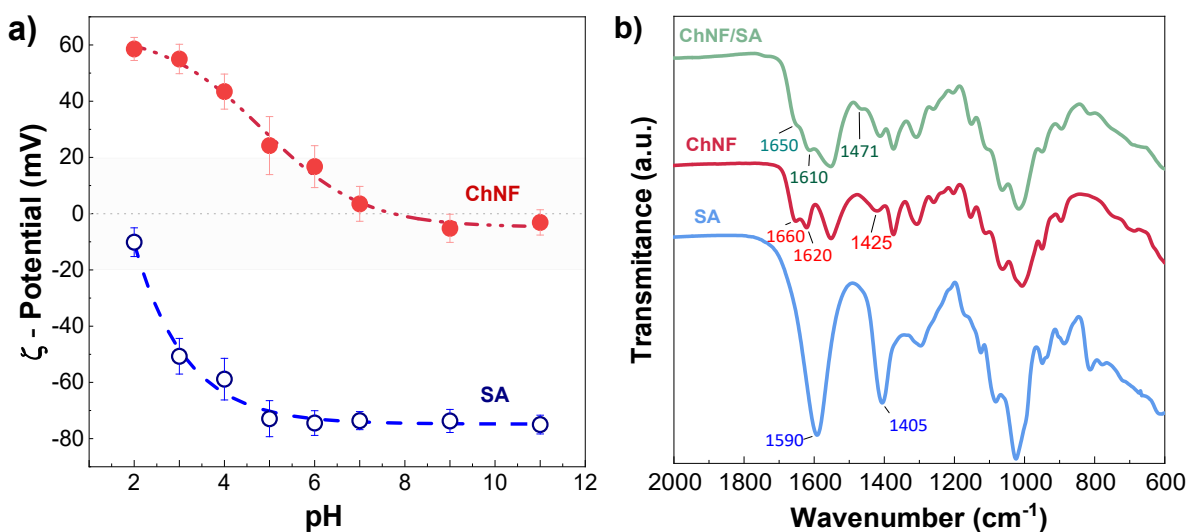 a)
ζ - Potential (mV)
60
40
20
0
-20
-40
-60
-80
ChNF
SA
2
4
6
8
10
12
pH
b)
Transmitance (a.u.)
ChNF/SA
1650
1610
1471
ChNF
1660
1620
1425
SA
1590
1405
2000
1800
1600
1400
1200
1000
800
600
Wavenumber (cm⁻¹)